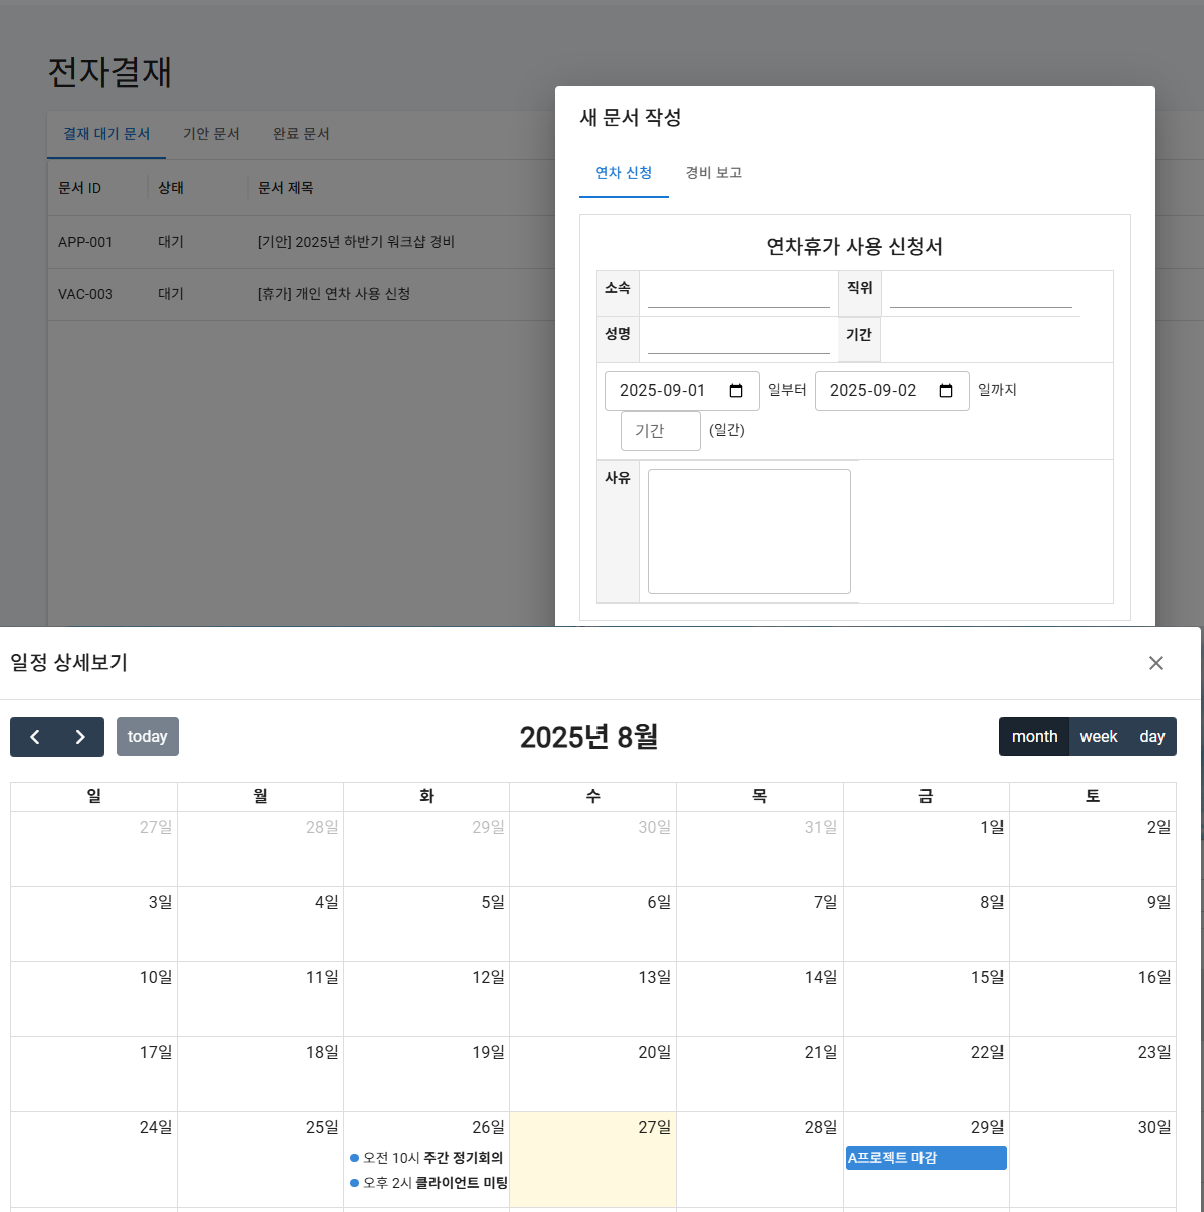 전자결재
결재 대기 문서 기안 문서 완료 문서
문서 ID 상태 문서 제목
APP-001 대기 [기안] 2025년 하반기 워크샵 경비
VAC-003 대기 [휴가] 개인 연차 사용 신청
새 문서 작성
연차 신청 경비 보고
연차휴가 사용 신청서
소속 직위
성명 기간
2025-09-01 일부터 2025-09-02 일까지
기간 (일간)
사유
일정 상세보기
today 2025년 8월 month week day
일 월 화 수 목 금 토
27일 28일 29일 30일 31일 1일 2일
3일 4일 5일 6일 7일 8일 9일
10일 11일 12일 13일 14일 15일 16일
17일 18일 19일 20일 21일 22일 23일
24일 25일 26일 27일 28일 29일 30일
오전 10시 주간 정기회의 A프로젝트 마감
오후 2시 클라이언트 미팅